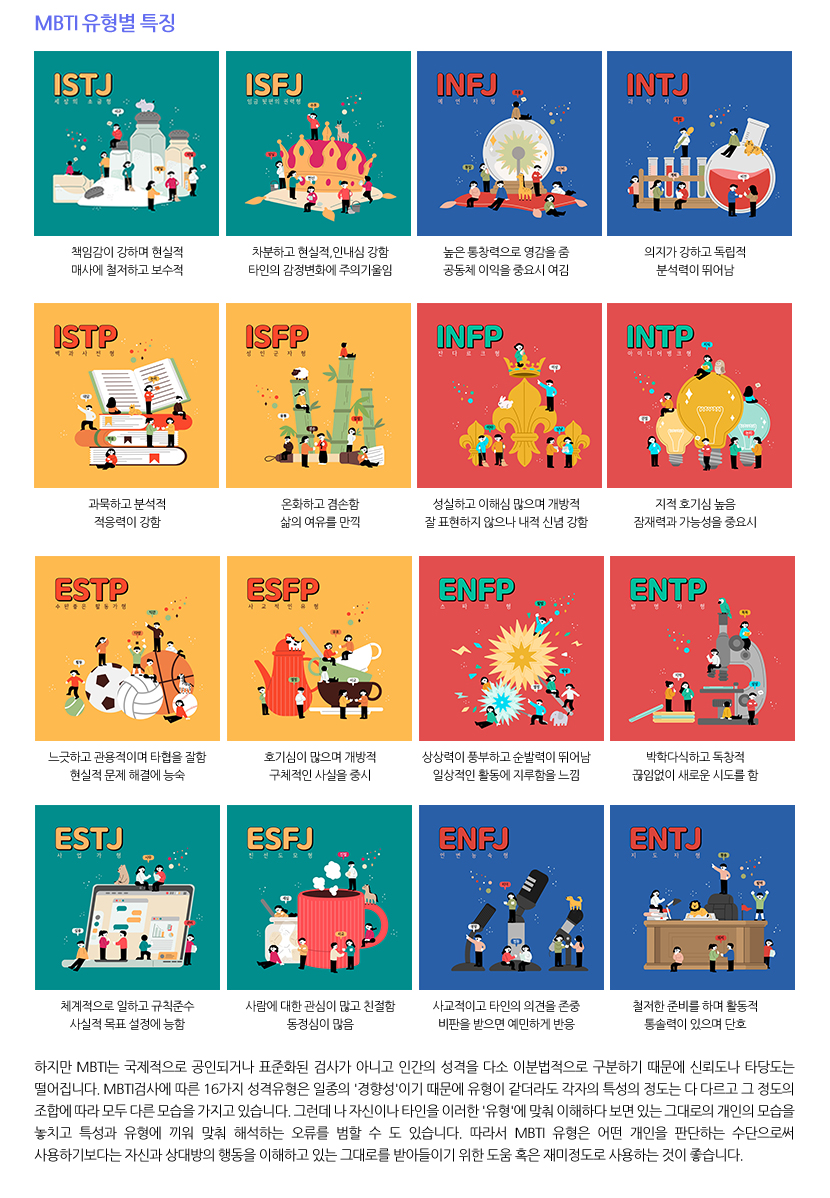 MBTI 유형별 특징
ISTJ
세상의 소금형
ISFJ
임금 뒷편의 권력형
INFJ
예언자형
INTJ
과학자형
책임감이 강하며 현실적
매사에 철저하고 보수적
차분하고 현실적,인내심 강함
타인의 감정변화에 주의기울임
높은 통찰력으로 영감을 줌
공동체 이익을 중요시 여김
의지가 강하고 독립적
분석력이 뛰어남
ISTP
백과사전형
ISFP
성인군자형
INFP
잔다르크형
INTP
아이디어뱅크형
과묵하고 분석적
적응력이 강함
온화하고 겸손함
삶의 여유를 만끽
성실하고 이해심 많으며 개방적
잘 표현하지 않으나 내적 신념 강함
지적 호기심 높음
잠재력과 가능성을 중요시
ESTP
수완좋은 활동가형
ESFP
사교적인유형
ENFP
스파크형
ENTP
발명가형
느긋하고 관용적이며 타협을 잘함
현실적 문제 해결에 능숙
호기심이 많으며 개방적
구체적인 사실을 중시
상상력이 풍부하고 순발력이 뛰어남
일상적인 활동에 지루함을 느낌
박학다식하고 독창적
끊임없이 새로운 시도를 함
ESTJ
사업가형
ESFJ
친선도모형
ENFJ
언변능숙형
ENTJ
지도자형
체계적으로 일하고 규칙준수
사실적 목표 설정에 능함
사람에 대한 관심이 많고 친절함
동정심이 많음
사교적이고 타인의 의견을 존중
비판을 받으면 예민하게 반응
철저한 준비를 하며 활동적
통솔력이 있으며 단호
하지만 MBTI는 국제적으로 공인되거나 표준화된 검사가 아니고 인간의 성격을 다소 이분법적으로 구분하기 때문에 신뢰도나 타당도는
떨어집니다. MBTI검사에 따른 16가지 성격유형은 일종의 '경향성'이기 때문에 유형이 같더라도 각자의 특성의 정도는 다 다르고 그 정도의
조합에 따라 모두 다른 모습을 가지고 있습니다. 그런데 나 자신이나 타인을 이러한 '유형'에 맞춰 이해하다 보면 있는 그대로의 개인의 모습을
놓치고 특성과 유형에 끼워 맞춰 해석하는 오류를 범할 수 도 있습니다. 따라서 MBTI 유형은 어떤 개인을 판단하는 수단으로써
사용하기보다는 자신과 상대방의 행동을 이해하고 있는 그대로를 받아들이기 위한 도움 혹은 재미정도로 사용하는 것이 좋습니다.